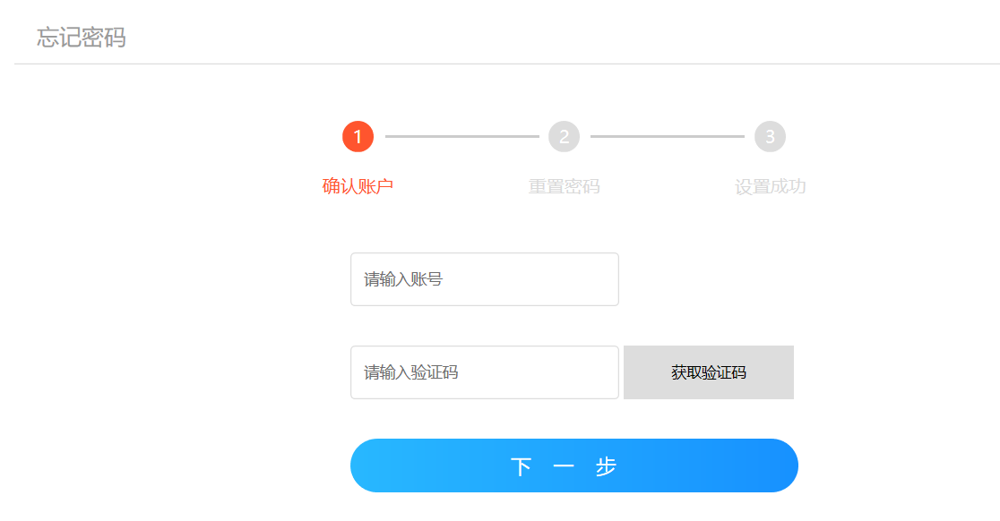 忘记密码
1 2 3
确认账户 重置密码 设置成功
请输入账号
请输入验证码 获取验证码
下一步